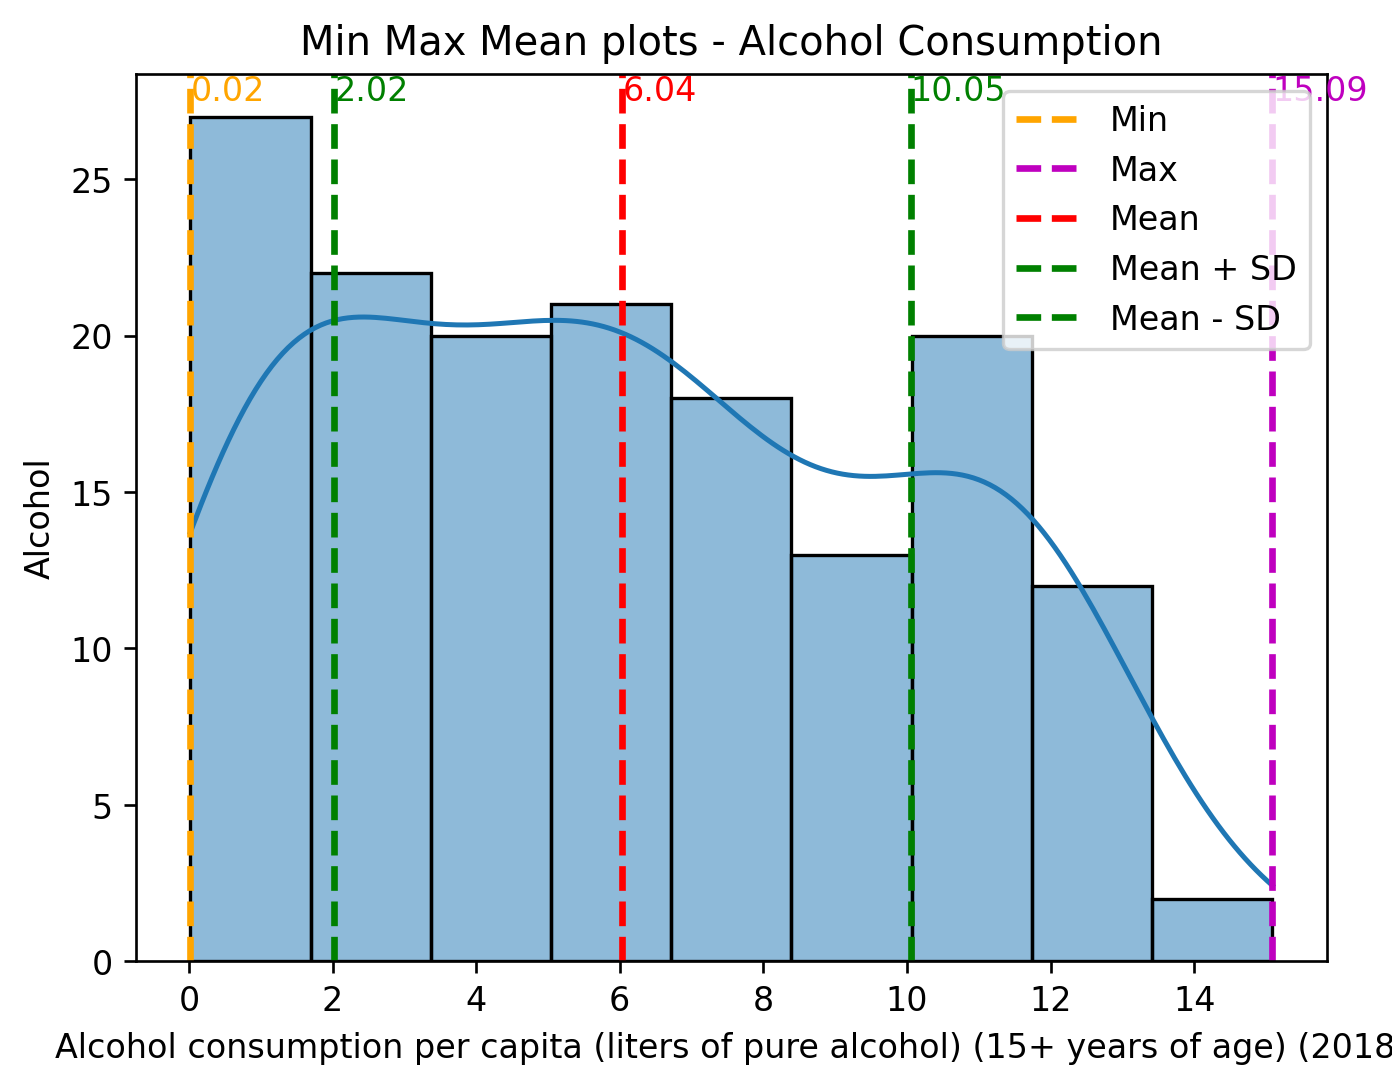 Min Max Mean plots - Alcohol Consumption
0.02 2.02 6.04 10.05 15.09
Min
Max
Mean
Mean + SD
Mean - SD
25
20
15
10
5
0
Alcohol
0 2 4 6 8 10 12 14
Alcohol consumption per capita (liters of pure alcohol) (15+ years of age) (2018